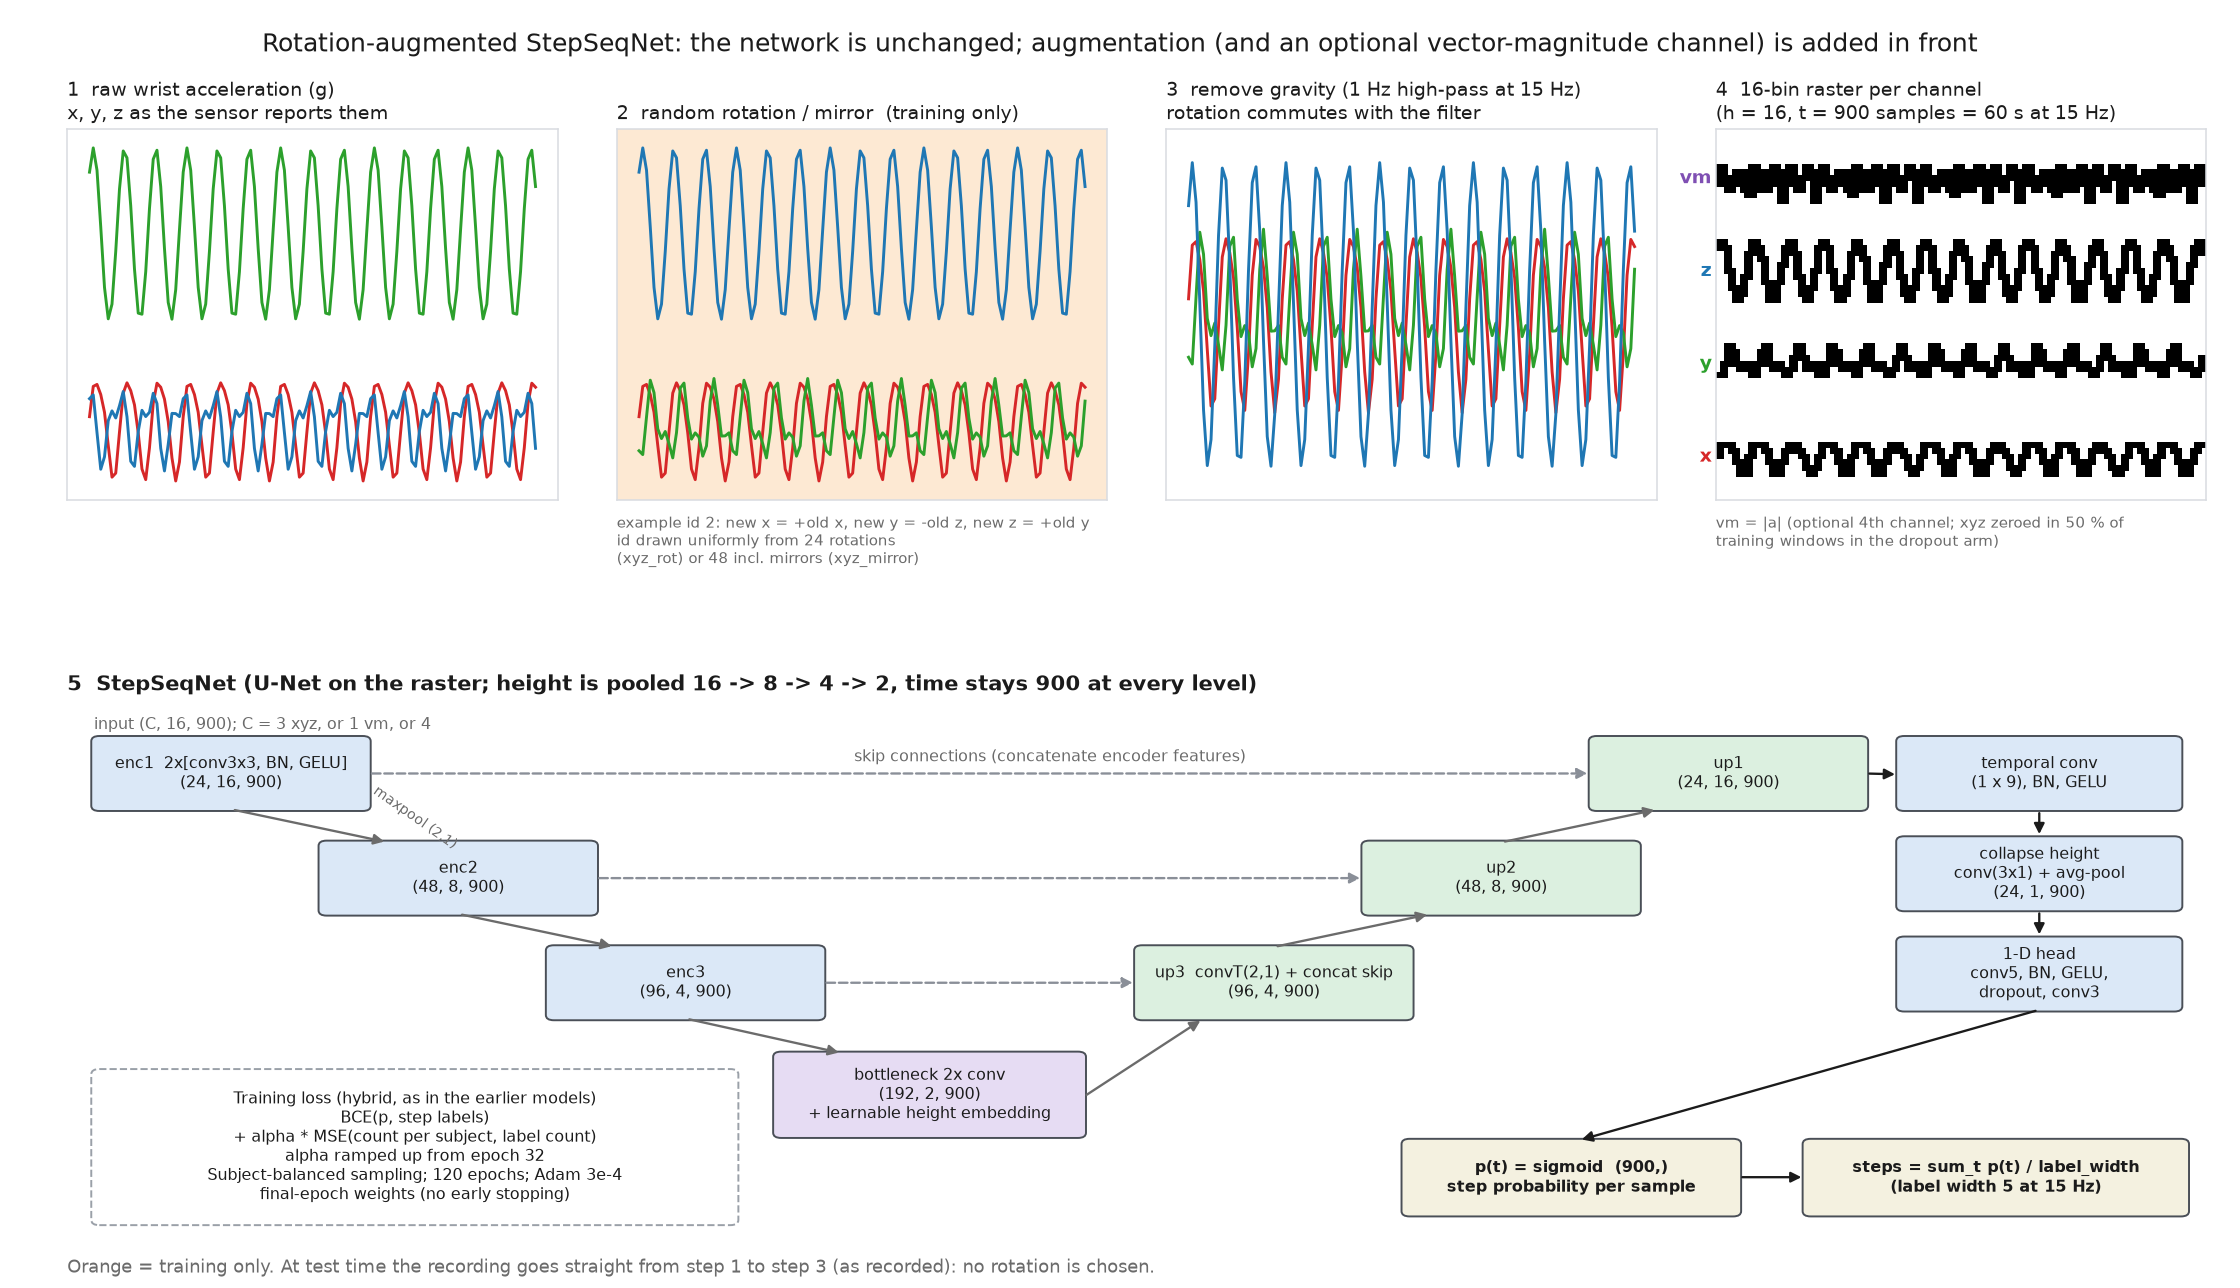 Rotation-augmented StepSeqNet: the network is unchanged; augmentation (and an optional vector-magnitude channel) is added in front
1  raw wrist acceleration (g)
x, y, z as the sensor reports them
2  random rotation / mirror  (training only)
3  remove gravity (1 Hz high-pass at 15 Hz)
rotation commutes with the filter
4  16-bin raster per channel
(h = 16, t = 900 samples = 60 s at 15 Hz)
vm
z
y
x
example id 2: new x = +old x, new y = -old z, new z = +old y
id drawn uniformly from 24 rotations
(xyz_rot) or 48 incl. mirrors (xyz_mirror)
vm = |a| (optional 4th channel; xyz zeroed in 50 % of
training windows in the dropout arm)
5  StepSeqNet (U-Net on the raster; height is pooled 16 -> 8 -> 4 -> 2, time stays 900 at every level)
input (C, 16, 900); C = 3 xyz, or 1 vm, or 4
enc1  2x[conv3x3, BN, GELU]
(24, 16, 900)
maxpool (2,1)
skip connections (concatenate encoder features)
up1
(24, 16, 900)
temporal conv
(1 x 9), BN, GELU
enc2
(48, 8, 900)
up2
(48, 8, 900)
collapse height
conv(3x1) + avg-pool
(24, 1, 900)
enc3
(96, 4, 900)
up3  convT(2,1) + concat skip
(96, 4, 900)
1-D head
conv5, BN, GELU,
dropout, conv3
bottleneck 2x conv
(192, 2, 900)
+ learnable height embedding
Training loss (hybrid, as in the earlier models)
BCE(p, step labels)
+ alpha * MSE(count per subject, label count)
alpha ramped up from epoch 32
Subject-balanced sampling; 120 epochs; Adam 3e-4
final-epoch weights (no early stopping)
p(t) = sigmoid  (900,)
step probability per sample
steps = sum_t p(t) / label_width
(label width 5 at 15 Hz)
Orange = training only. At test time the recording goes straight from step 1 to step 3 (as recorded): no rotation is chosen.